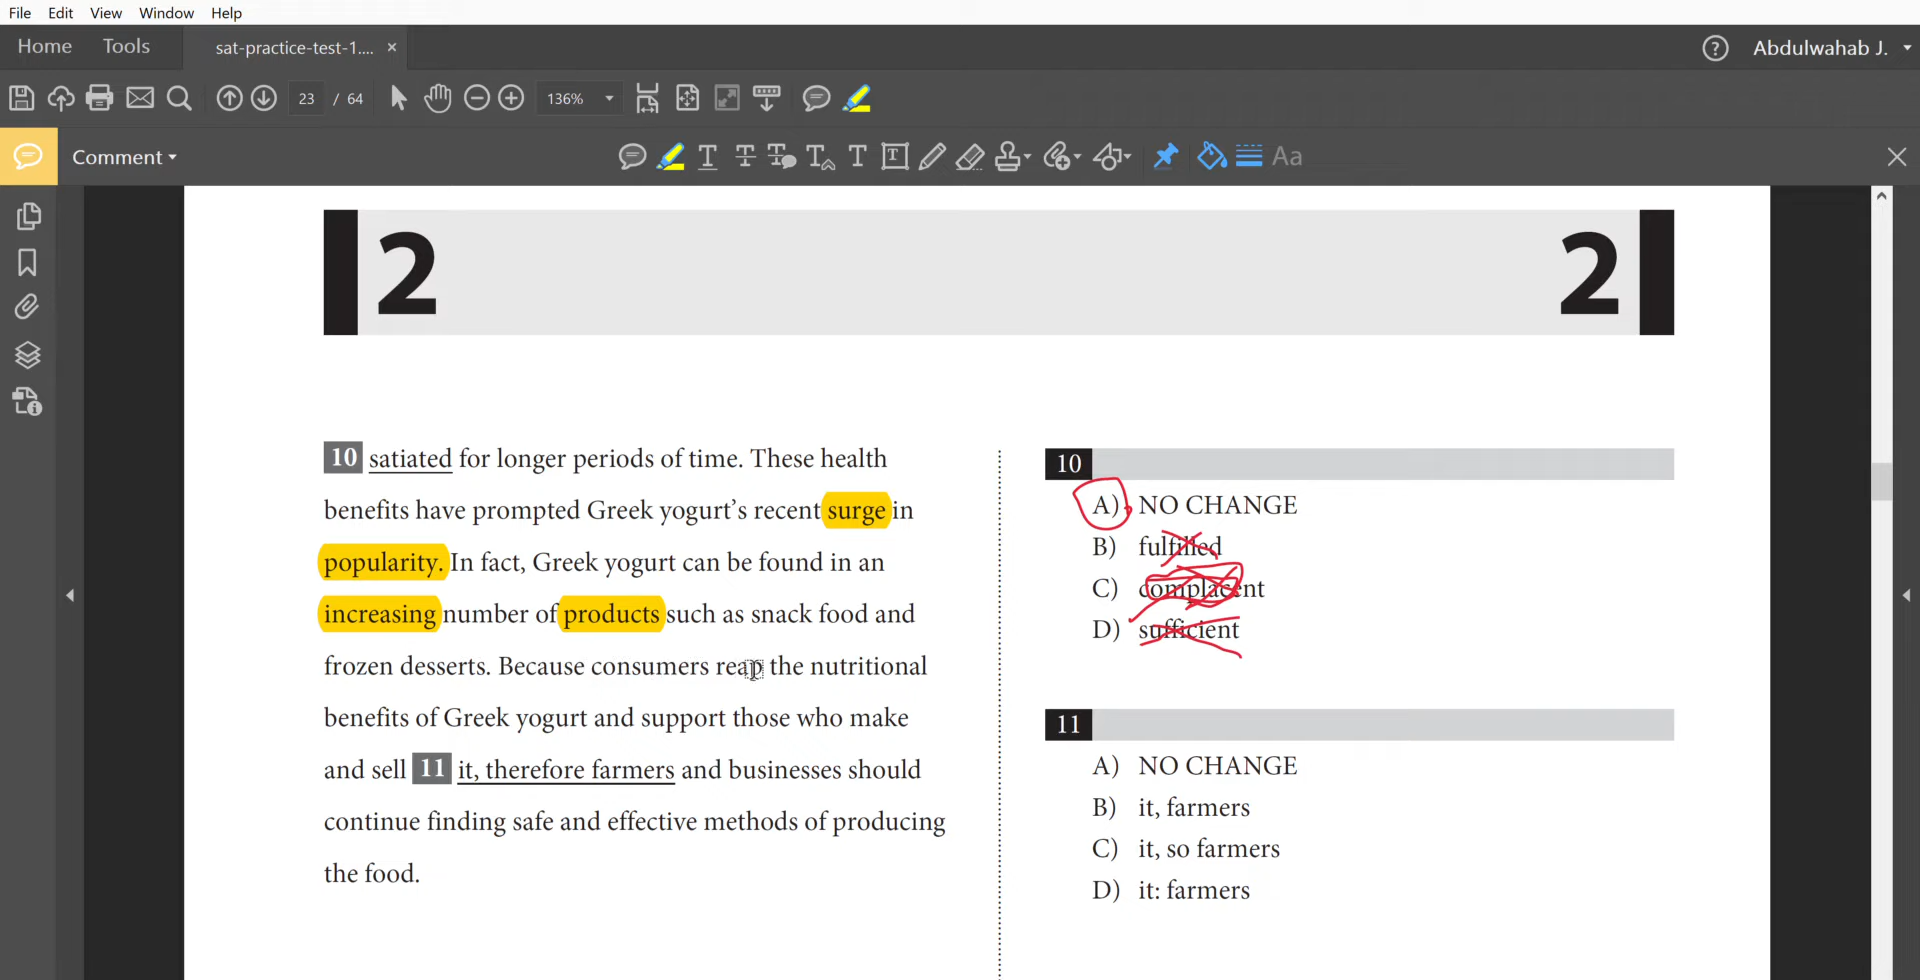 File Edit View Window Help
Home Tools sat-practice-test-1.... × ? Abdulwahab J.
23 / 64 136%
Comment T T T T T T Aa
2 2
10 satiated for longer periods of time. These health
benefits have prompted Greek yogurt’s recent surge in
popularity. In fact, Greek yogurt can be found in an
increasing number of products such as snack food and
frozen desserts. Because consumers reap the nutritional
benefits of Greek yogurt and support those who make
and sell 11 it, therefore farmers and businesses should
continue finding safe and effective methods of producing
the food.
10
A) NO CHANGE
B) fulfilled
C) complacent
D) sufficient
11
A) NO CHANGE
B) it, farmers
C) it, so farmers
D) it: farmers